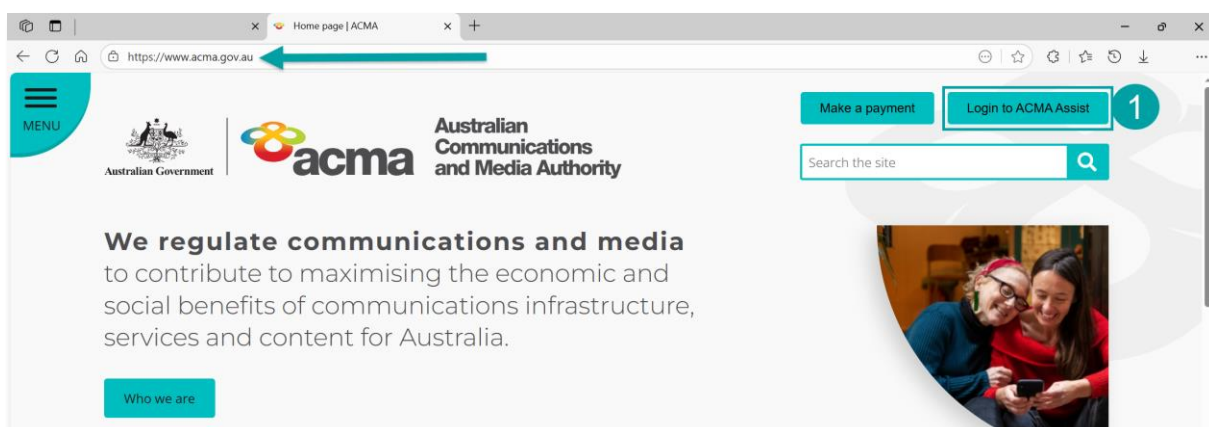 Home page | ACMA
https://www.acma.gov.au
MENU
Australian Government
acma
Australian
Communications
and Media Authority
Make a payment
Login to ACMA Assist
1
Search the site
We regulate communications and media
to contribute to maximising the economic and
social benefits of communications infrastructure,
services and content for Australia.
Who we are